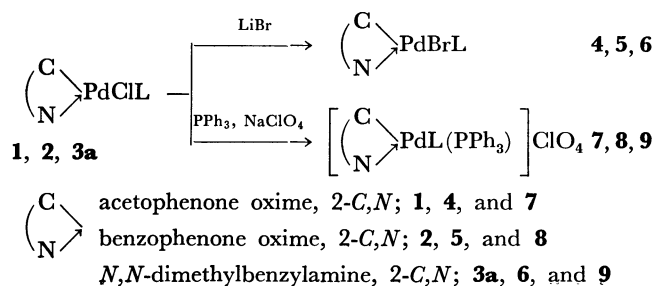 LiBr
C
N
PdBrL
4, 5, 6
C
N
PdClL
PPh₃, NaClO₄
C
N
PdL(PPh₃)
ClO₄ 7, 8, 9
1, 2, 3a
C
N
acetophenone oxime, 2-C,N; 1, 4, and 7
benzophenone oxime, 2-C,N; 2, 5, and 8
N,N-dimethylbenzylamine, 2-C,N; 3a, 6, and 9